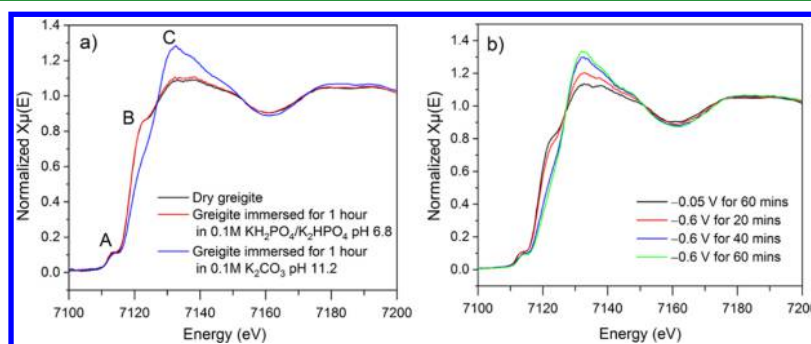 a)
C
B
A
Normalized Xμ(E)
1.4
1.2
1.0
0.8
0.6
0.4
0.2
0.0
7100 7120 7140 7160 7180 7200
Energy (eV)
Dry greigite
Greigite immersed for 1 hour
in 0.1M KH₂PO₄/K₂HPO₄ pH 6.8
Greigite immersed for 1 hour
in 0.1M K₂CO₃ pH 11.2
b)
Normalized Xμ(E)
1.4
1.2
1.0
0.8
0.6
0.4
0.2
0.0
7100 7120 7140 7160 7180 7200
Energy (eV)
−0.05 V for 60 mins
−0.6 V for 20 mins
−0.6 V for 40 mins
−0.6 V for 60 mins